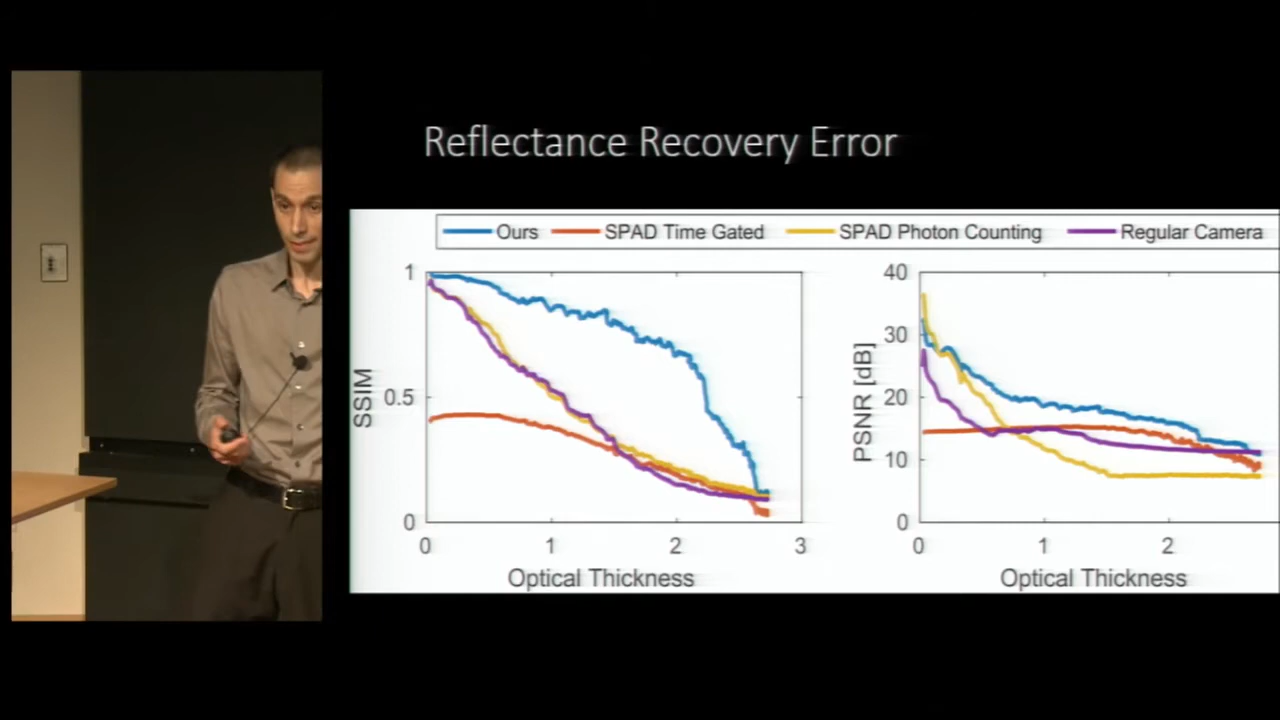 Reflectance Recovery Error
Ours SPAD Time Gated SPAD Photon Counting Regular Camera
1
0.5
0
SSIM
0 1 2 3
Optical Thickness
40
30
20
10
0
PSNR [dB]
0 1 2
Optical Thickness